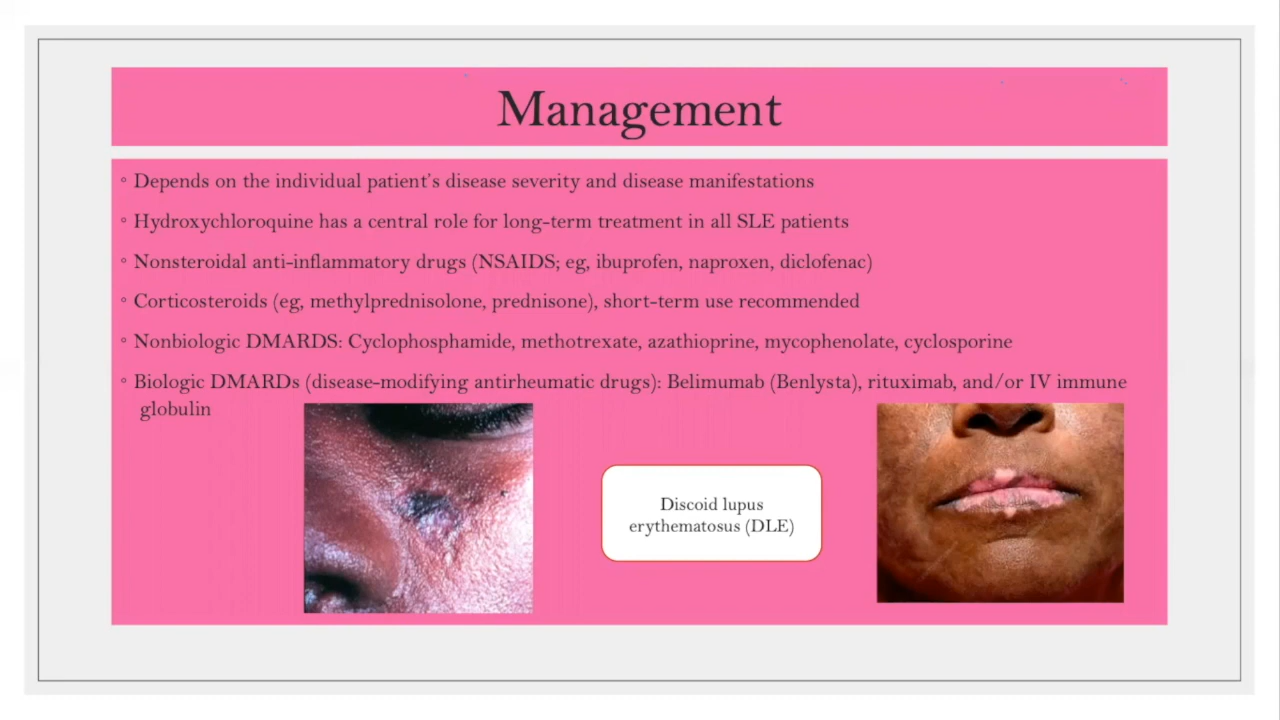 Management
◦ Depends on the individual patient's disease severity and disease manifestations
◦ Hydroxychloroquine has a central role for long-term treatment in all SLE patients
◦ Nonsteroidal anti-inflammatory drugs (NSAIDS; eg, ibuprofen, naproxen, diclofenac)
◦ Corticosteroids (eg, methylprednisolone, prednisone), short-term use recommended
◦ Nonbiologic DMARDS: Cyclophosphamide, methotrexate, azathioprine, mycophenolate, cyclosporine
◦ Biologic DMARDs (disease-modifying antirheumatic drugs): Belimumab (Benlysta), rituximab, and/or IV immune
globulin
Discoid lupus
erythematosus (DLE)